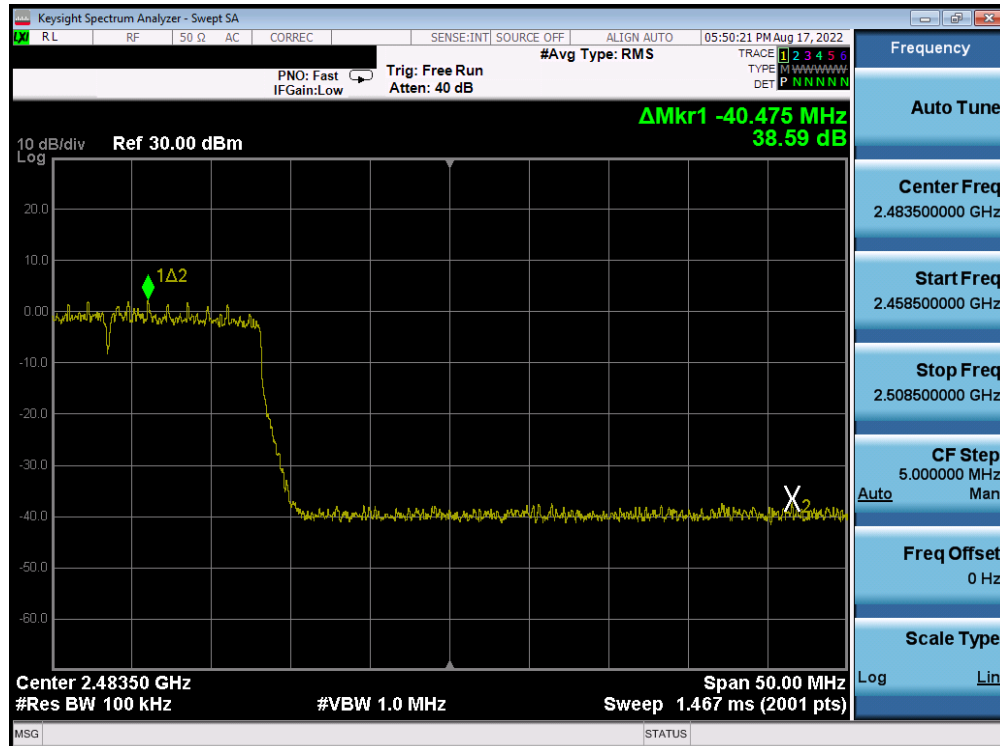 Keysight Spectrum Analyzer - Swept SA
LXI RL RF 50 Ω AC CORREC SENSE:INT SOURCE OFF ALIGN AUTO 05:50:21 PM Aug 17, 2022
#Avg Type: RMS
TRACE 1 2 3 4 5 6
TYPE M W W W W W
DET P N N N N N
PNO: Fast
IFGain:Low
Trig: Free Run
Atten: 40 dB
ΔMkr1 -40.475 MHz
38.59 dB
10 dB/div
Log
Ref 30.00 dBm
20.0
10.0
0.00
-10.0
-20.0
-30.0
-40.0
-50.0
-60.0
1Δ2
X2
Center 2.48350 GHz
#Res BW 100 kHz
#VBW 1.0 MHz
Span 50.00 MHz
Sweep 1.467 ms (2001 pts)
MSG
STATUS
Frequency
Auto Tune
Center Freq
2.483500000 GHz
Start Freq
2.458500000 GHz
Stop Freq
2.508500000 GHz
CF Step
5.000000 MHz
Auto Man
Freq Offset
0 Hz
Scale Type
Log Lin